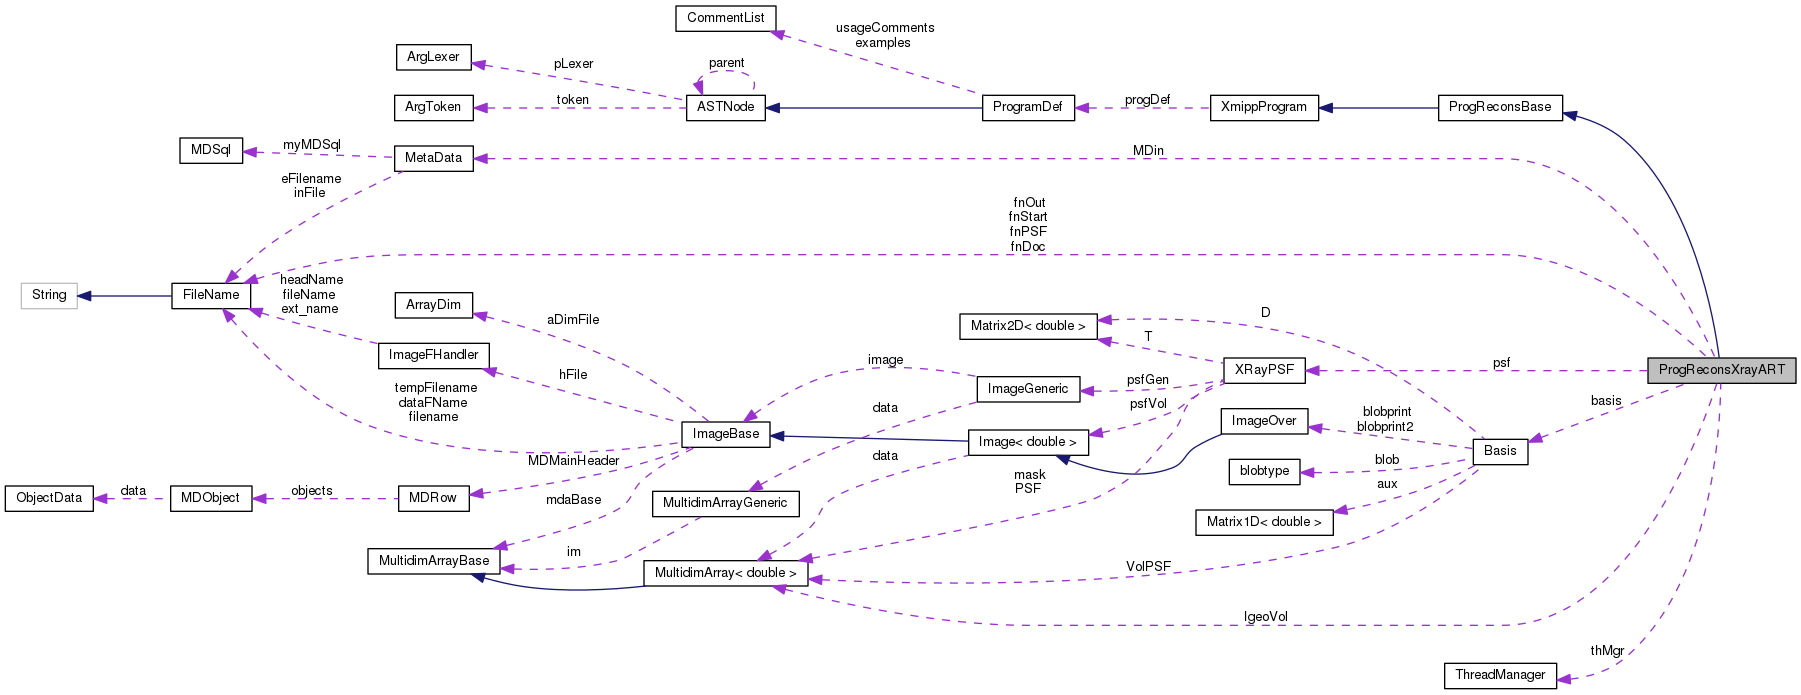 CommentList
usageComments
examples
ArgLexer
pLexer
parent
ArgToken
token
ASTNode
ProgramDef
progDef
XmippProgram
ProgReconsBase
MDSql
myMDSql
MetaData
MDin
eFilename
inFile
fnOut
fnStart
fnPSF
fnDoc
String
FileName
headName
fileName
ext_name
ArrayDim
aDimFile
Matrix2D< double >
D
T
ImageFHandler
hFile
image
ImageGeneric
psfGen
XRayPSF
psf
ProgReconsXrayART
tempFilename
dataFName
filename
data
psfVol
basis
ImageBase
Image< double >
ImageOver
blobprint
blobprint2
Basis
MDMainHeader
data
mask
PSF
blobtype
blob
aux
ObjectData
data
MDObject
objects
MDRow
mdaBase
MultidimArrayGeneric
Matrix1D< double >
MultidimArrayBase
im
MultidimArray< double >
VolPSF
IgeoVol
thMgr
ThreadManager